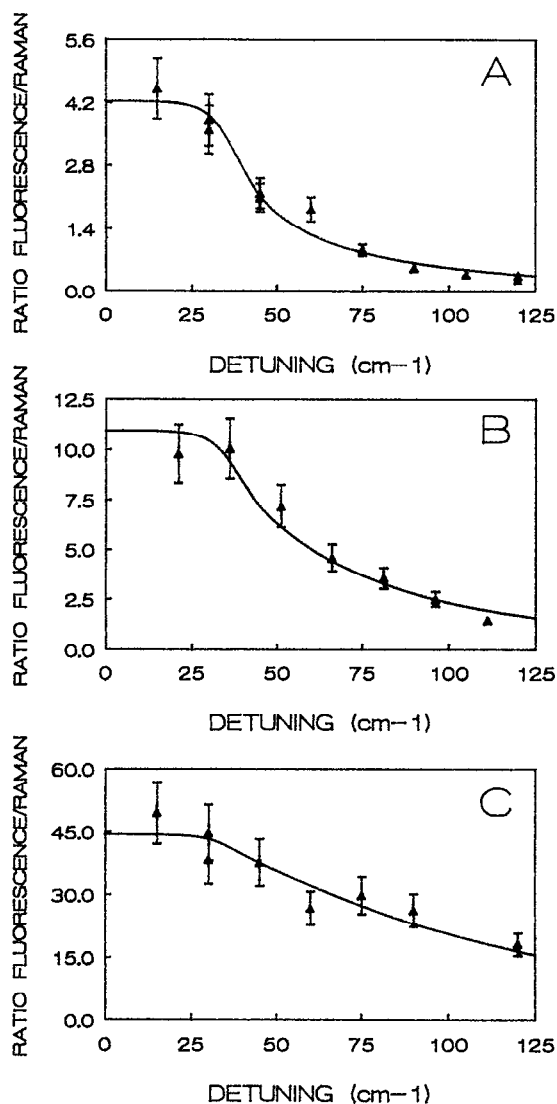 A
RATIO FLUORESCENCE/RAMAN
5.6
4.2
2.8
1.4
0.0
0 25 50 75 100 125
DETUNING (cm-1)
B
RATIO FLUORESCENCE/RAMAN
12.5
10.0
7.5
5.0
2.5
0.0
0 25 50 75 100 125
DETUNING (cm-1)
C
RATIO FLUORESCENCE/RAMAN
60.0
45.0
30.0
15.0
0.0
0 25 50 75 100 125
DETUNING (cm-1)